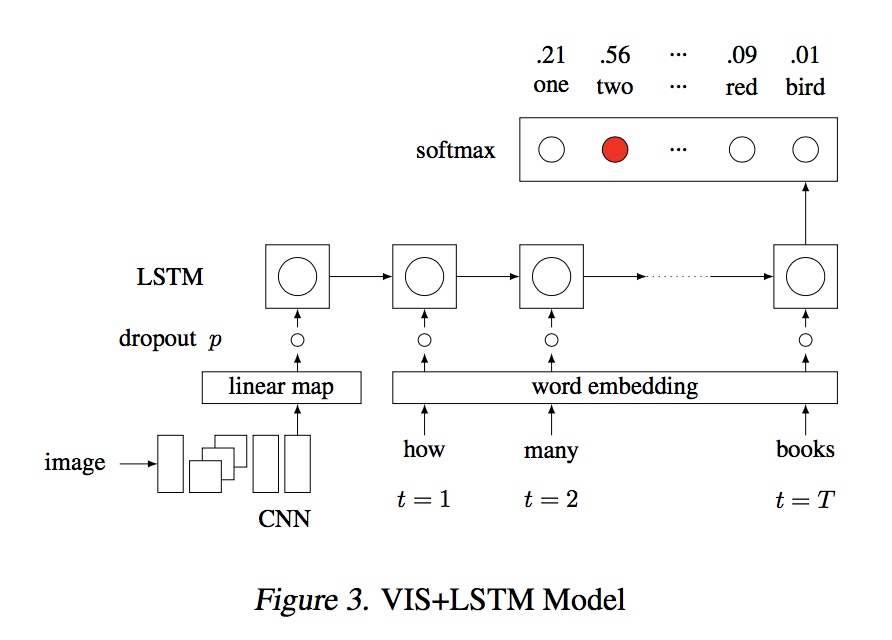 .21 .56 ... .09 .01
one two ... red bird
softmax ...
LSTM
dropout p
linear map word embedding
how many books
image
t = 1 t = 2 t = T
CNN
Figure 3. VIS+LSTM Model